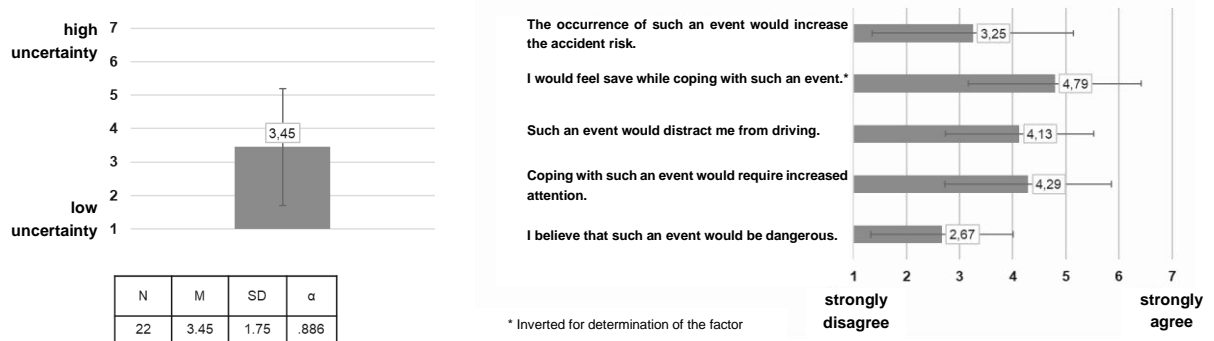 high
uncertainty
7
6
5
4
3
2
1
low
uncertainty
3,45
N M SD α
22 3.45 1.75 .886
The occurrence of such an event would increase
the accident risk.
3,25
I would feel save while coping with such an event.*
4,79
Such an event would distract me from driving.
4,13
Coping with such an event would require increased
attention.
4,29
I believe that such an event would be dangerous.
2,67
1 2 3 4 5 6 7
strongly
disagree
strongly
agree
* Inverted for determination of the factor